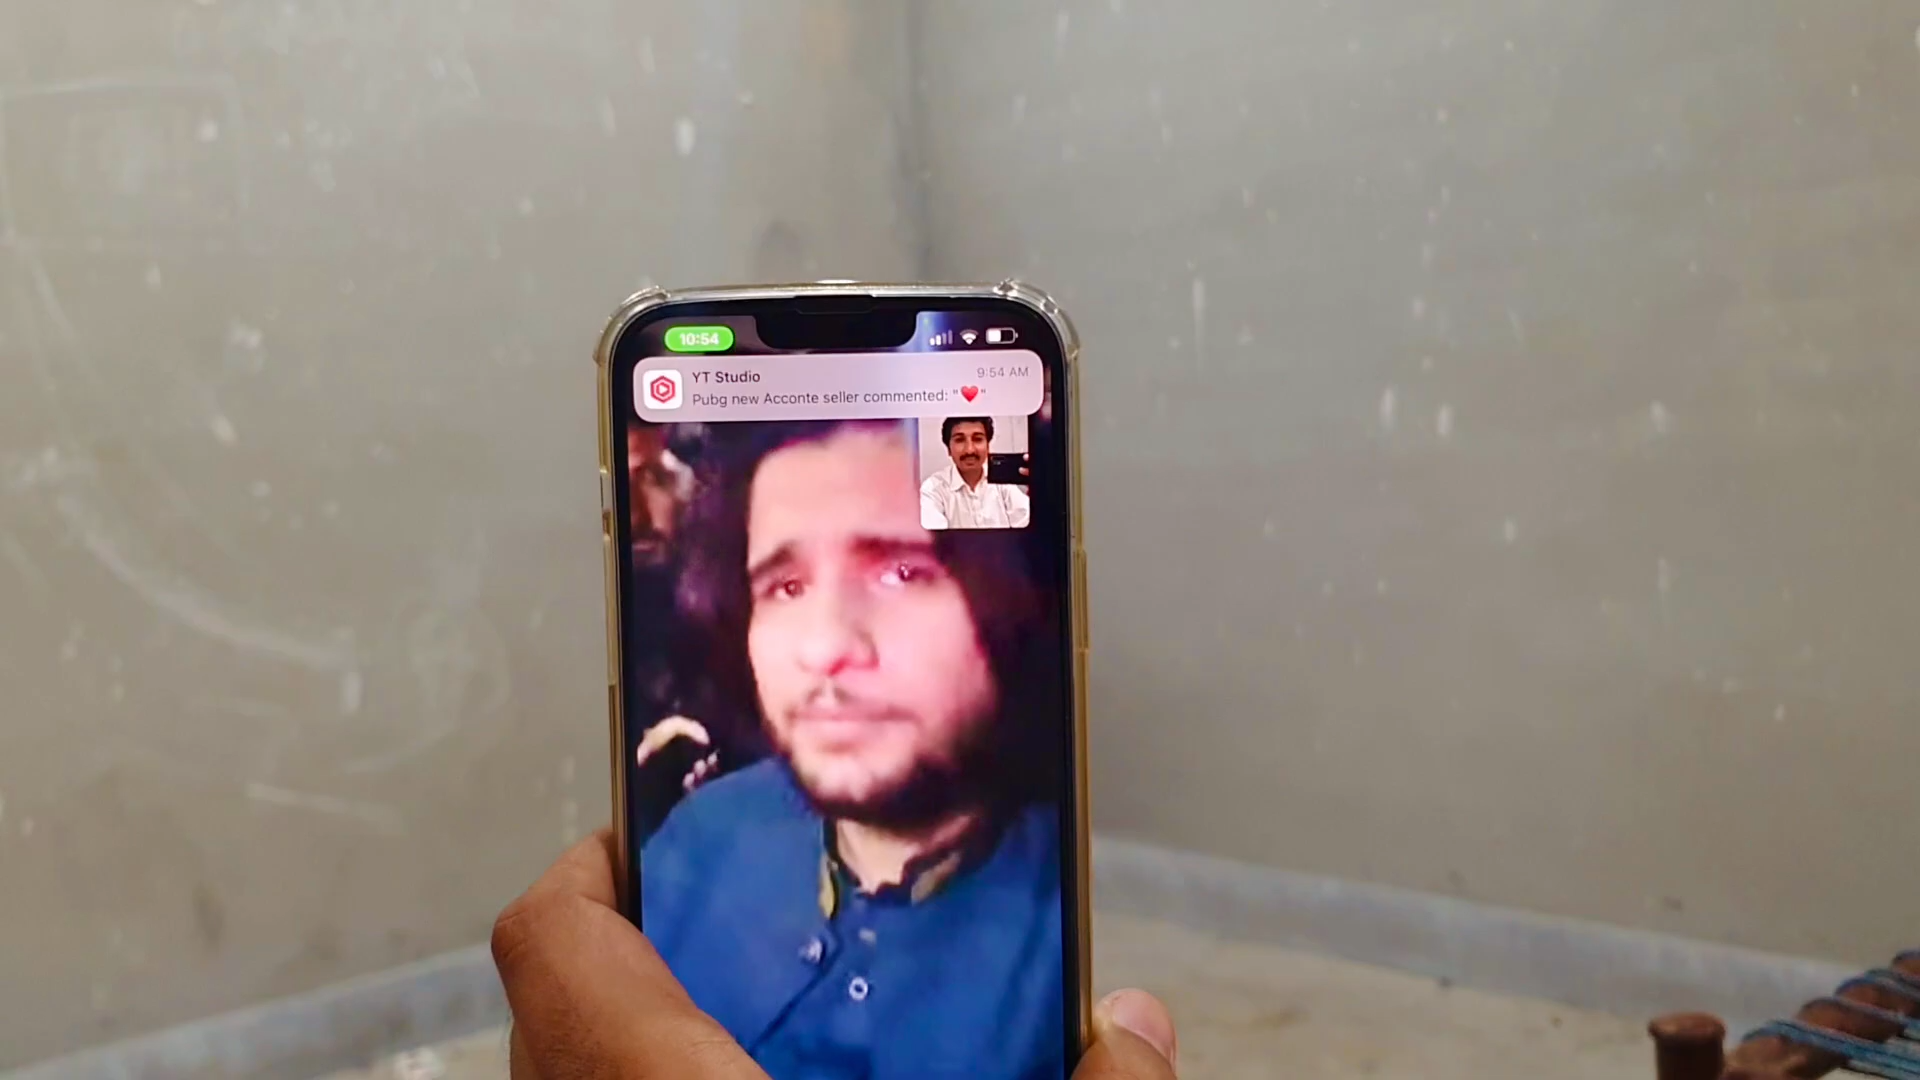 10:54
YT Studio
9:54 AM
Pubg new Acconte seller commented: "❤️"